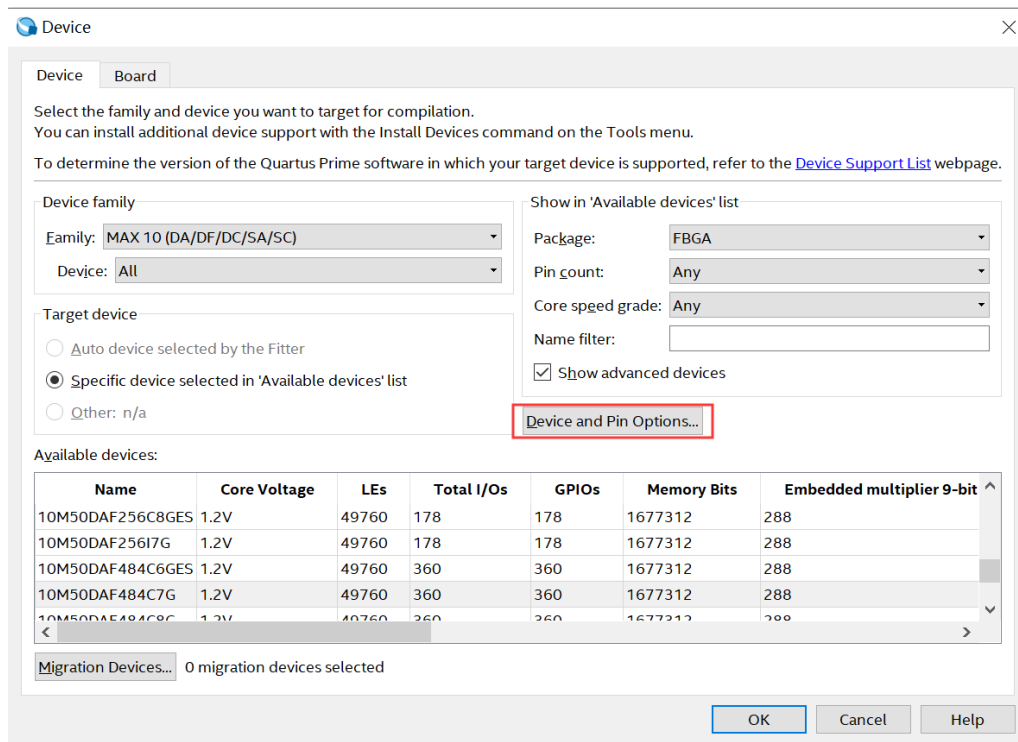 Device
Device Board
Select the family and device you want to target for compilation.
You can install additional device support with the Install Devices command on the Tools menu.
To determine the version of the Quartus Prime software in which your target device is supported, refer to the Device Support List webpage.
Device family
Family: MAX 10 (DA/DF/DC/SA/SC)
Device: All
Target device
Auto device selected by the Fitter
Specific device selected in 'Available devices' list
Other: n/a
Show in 'Available devices' list
Package: FBGA
Pin count: Any
Core speed grade: Any
Name filter:
Show advanced devices
Device and Pin Options...
Available devices:
Name Core Voltage LEs Total I/Os GPIOs Memory Bits Embedded multiplier 9-bit
10M50DAF256C8GES 1.2V 49760 178 178 1677312 288
10M50DAF256I7G 1.2V 49760 178 178 1677312 288
10M50DAF484C6GES 1.2V 49760 360 360 1677312 288
10M50DAF484C7G 1.2V 49760 360 360 1677312 288
10M50DAF484C8G 1.2V 49760 360 360 1677312 288
Migration Devices... 0 migration devices selected
OK Cancel Help